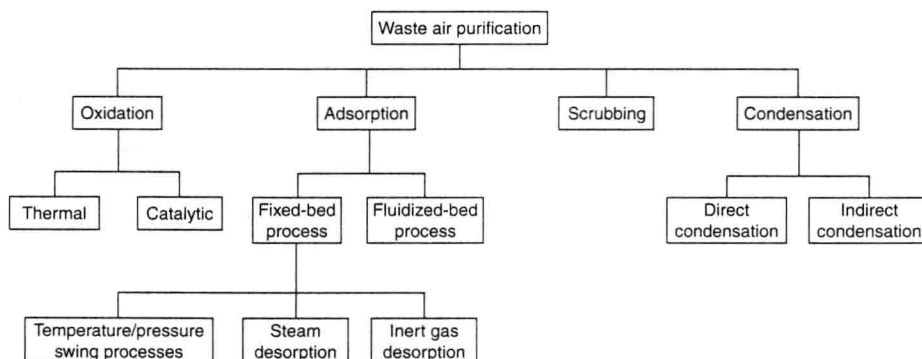 Waste air purification
Oxidation
Adsorption
Scrubbing
Condensation
Thermal
Catalytic
Fixed-bed
process
Fluidized-bed
process
Direct
condensation
Indirect
condensation
Temperature/pressure
swing processes
Steam
desorption
Inert gas
desorption